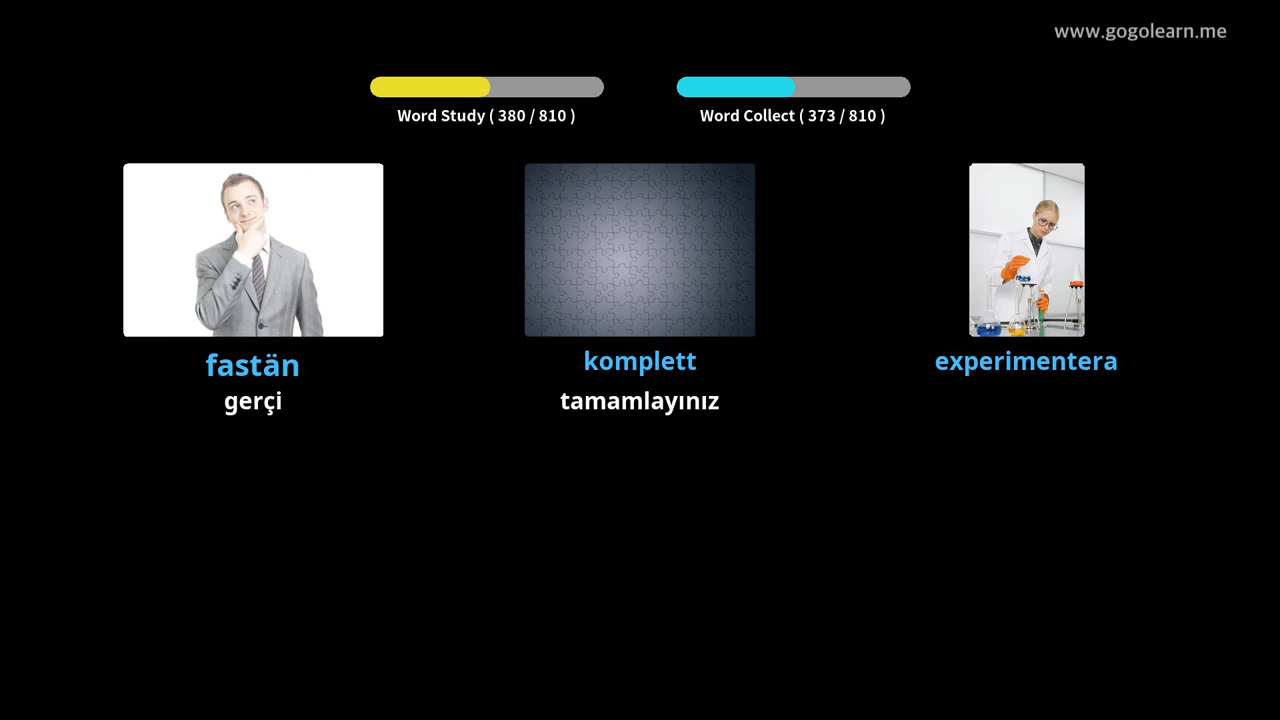 www.gogolearn.me
Word Study ( 380 / 810 )
Word Collect ( 373 / 810 )
fastän
komplett
experimentera
gerçi
tamamlayınız